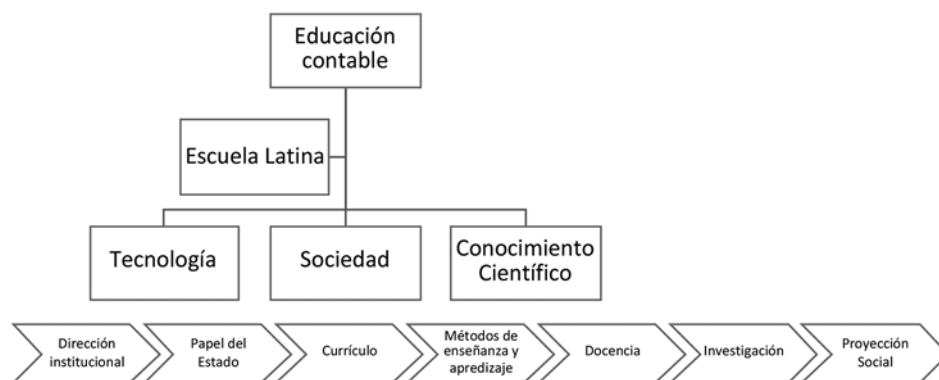 Educación
contable
Escuela Latina
Tecnología
Sociedad
Conocimiento
Científico
Dirección
institucional
Papel del
Estado
Currículo
Métodos de
enseñanza y
apredizaje
Docencia
Investigación
Proyección
Social